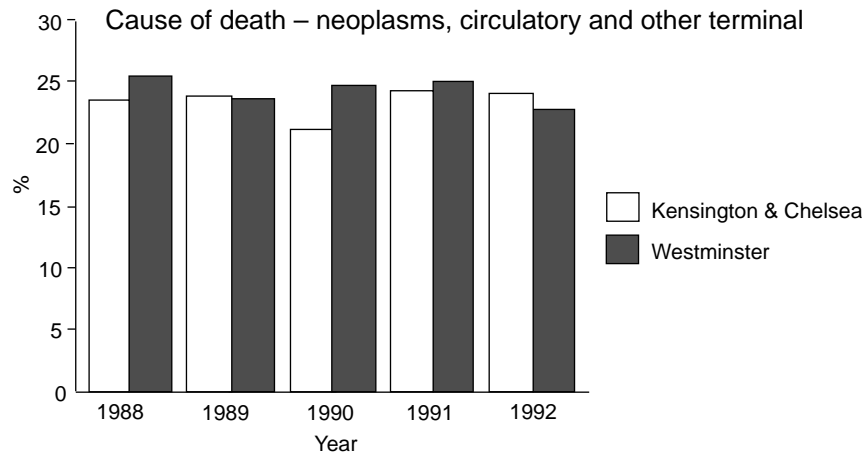 Cause of death – neoplasms, circulatory and other terminal
30
25
20
15
10
5
0
%
1988 1989 1990 1991 1992
Year
Kensington & Chelsea
Westminster